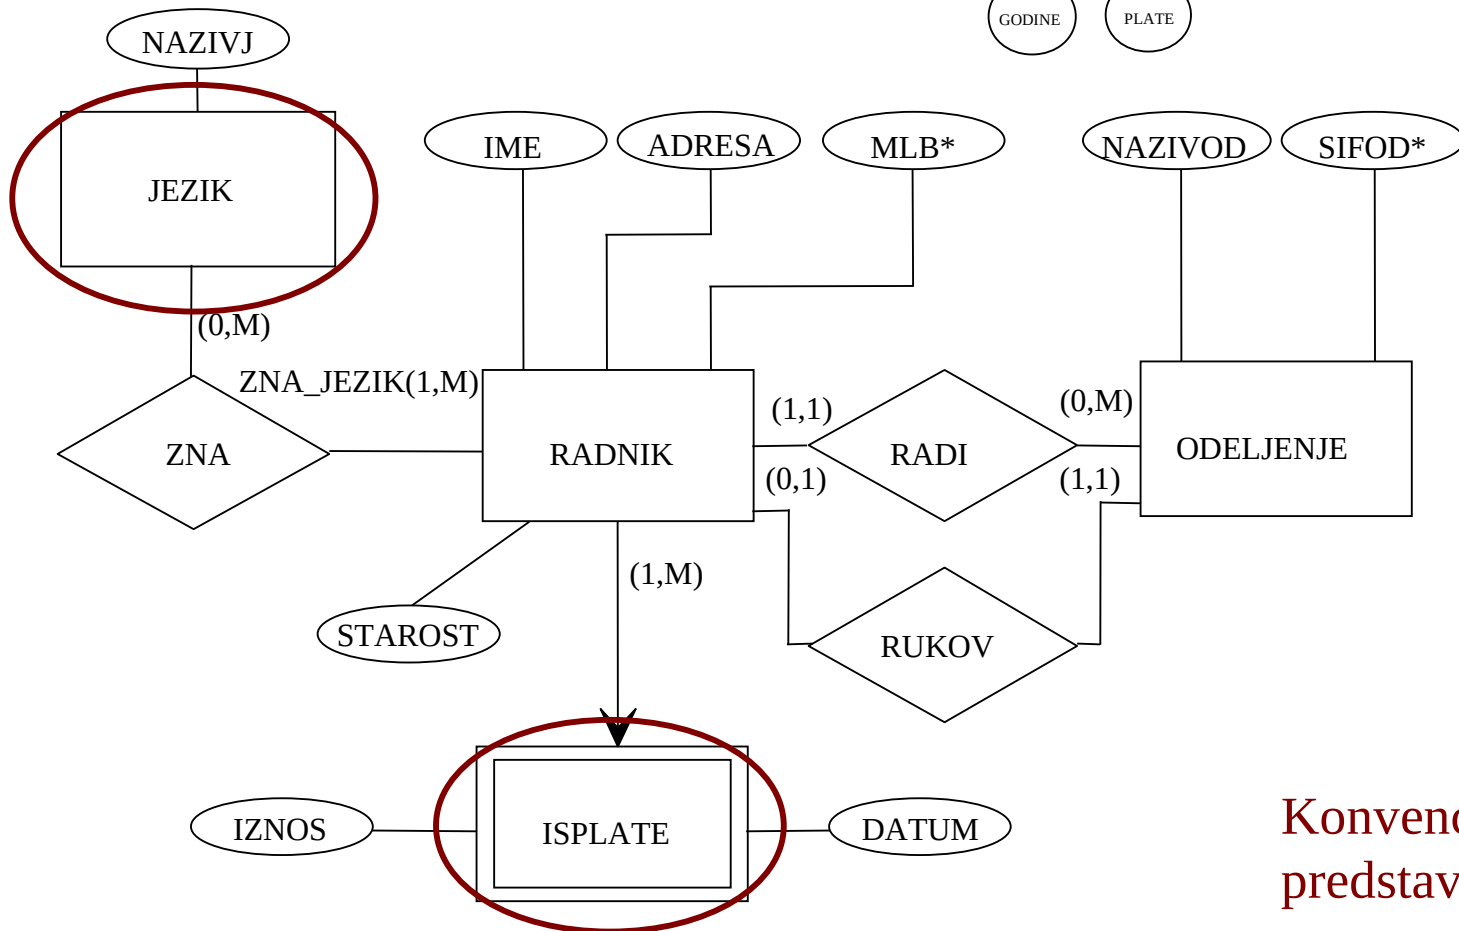 GODINE
PLATE
NAZIVJ
IME
ADRESA
MLB*
NAZIVOD
SIFOD*
JEZIK
(0,M)
ZNA_JEZIK(1,M)
(1,1)
(0,M)
ZNA
RADNIK
RADI
ODELJENJE
(0,1)
(1,1)
(1,M)
STAROST
RUKOV
IZNOS
ISPLATE
DATUM